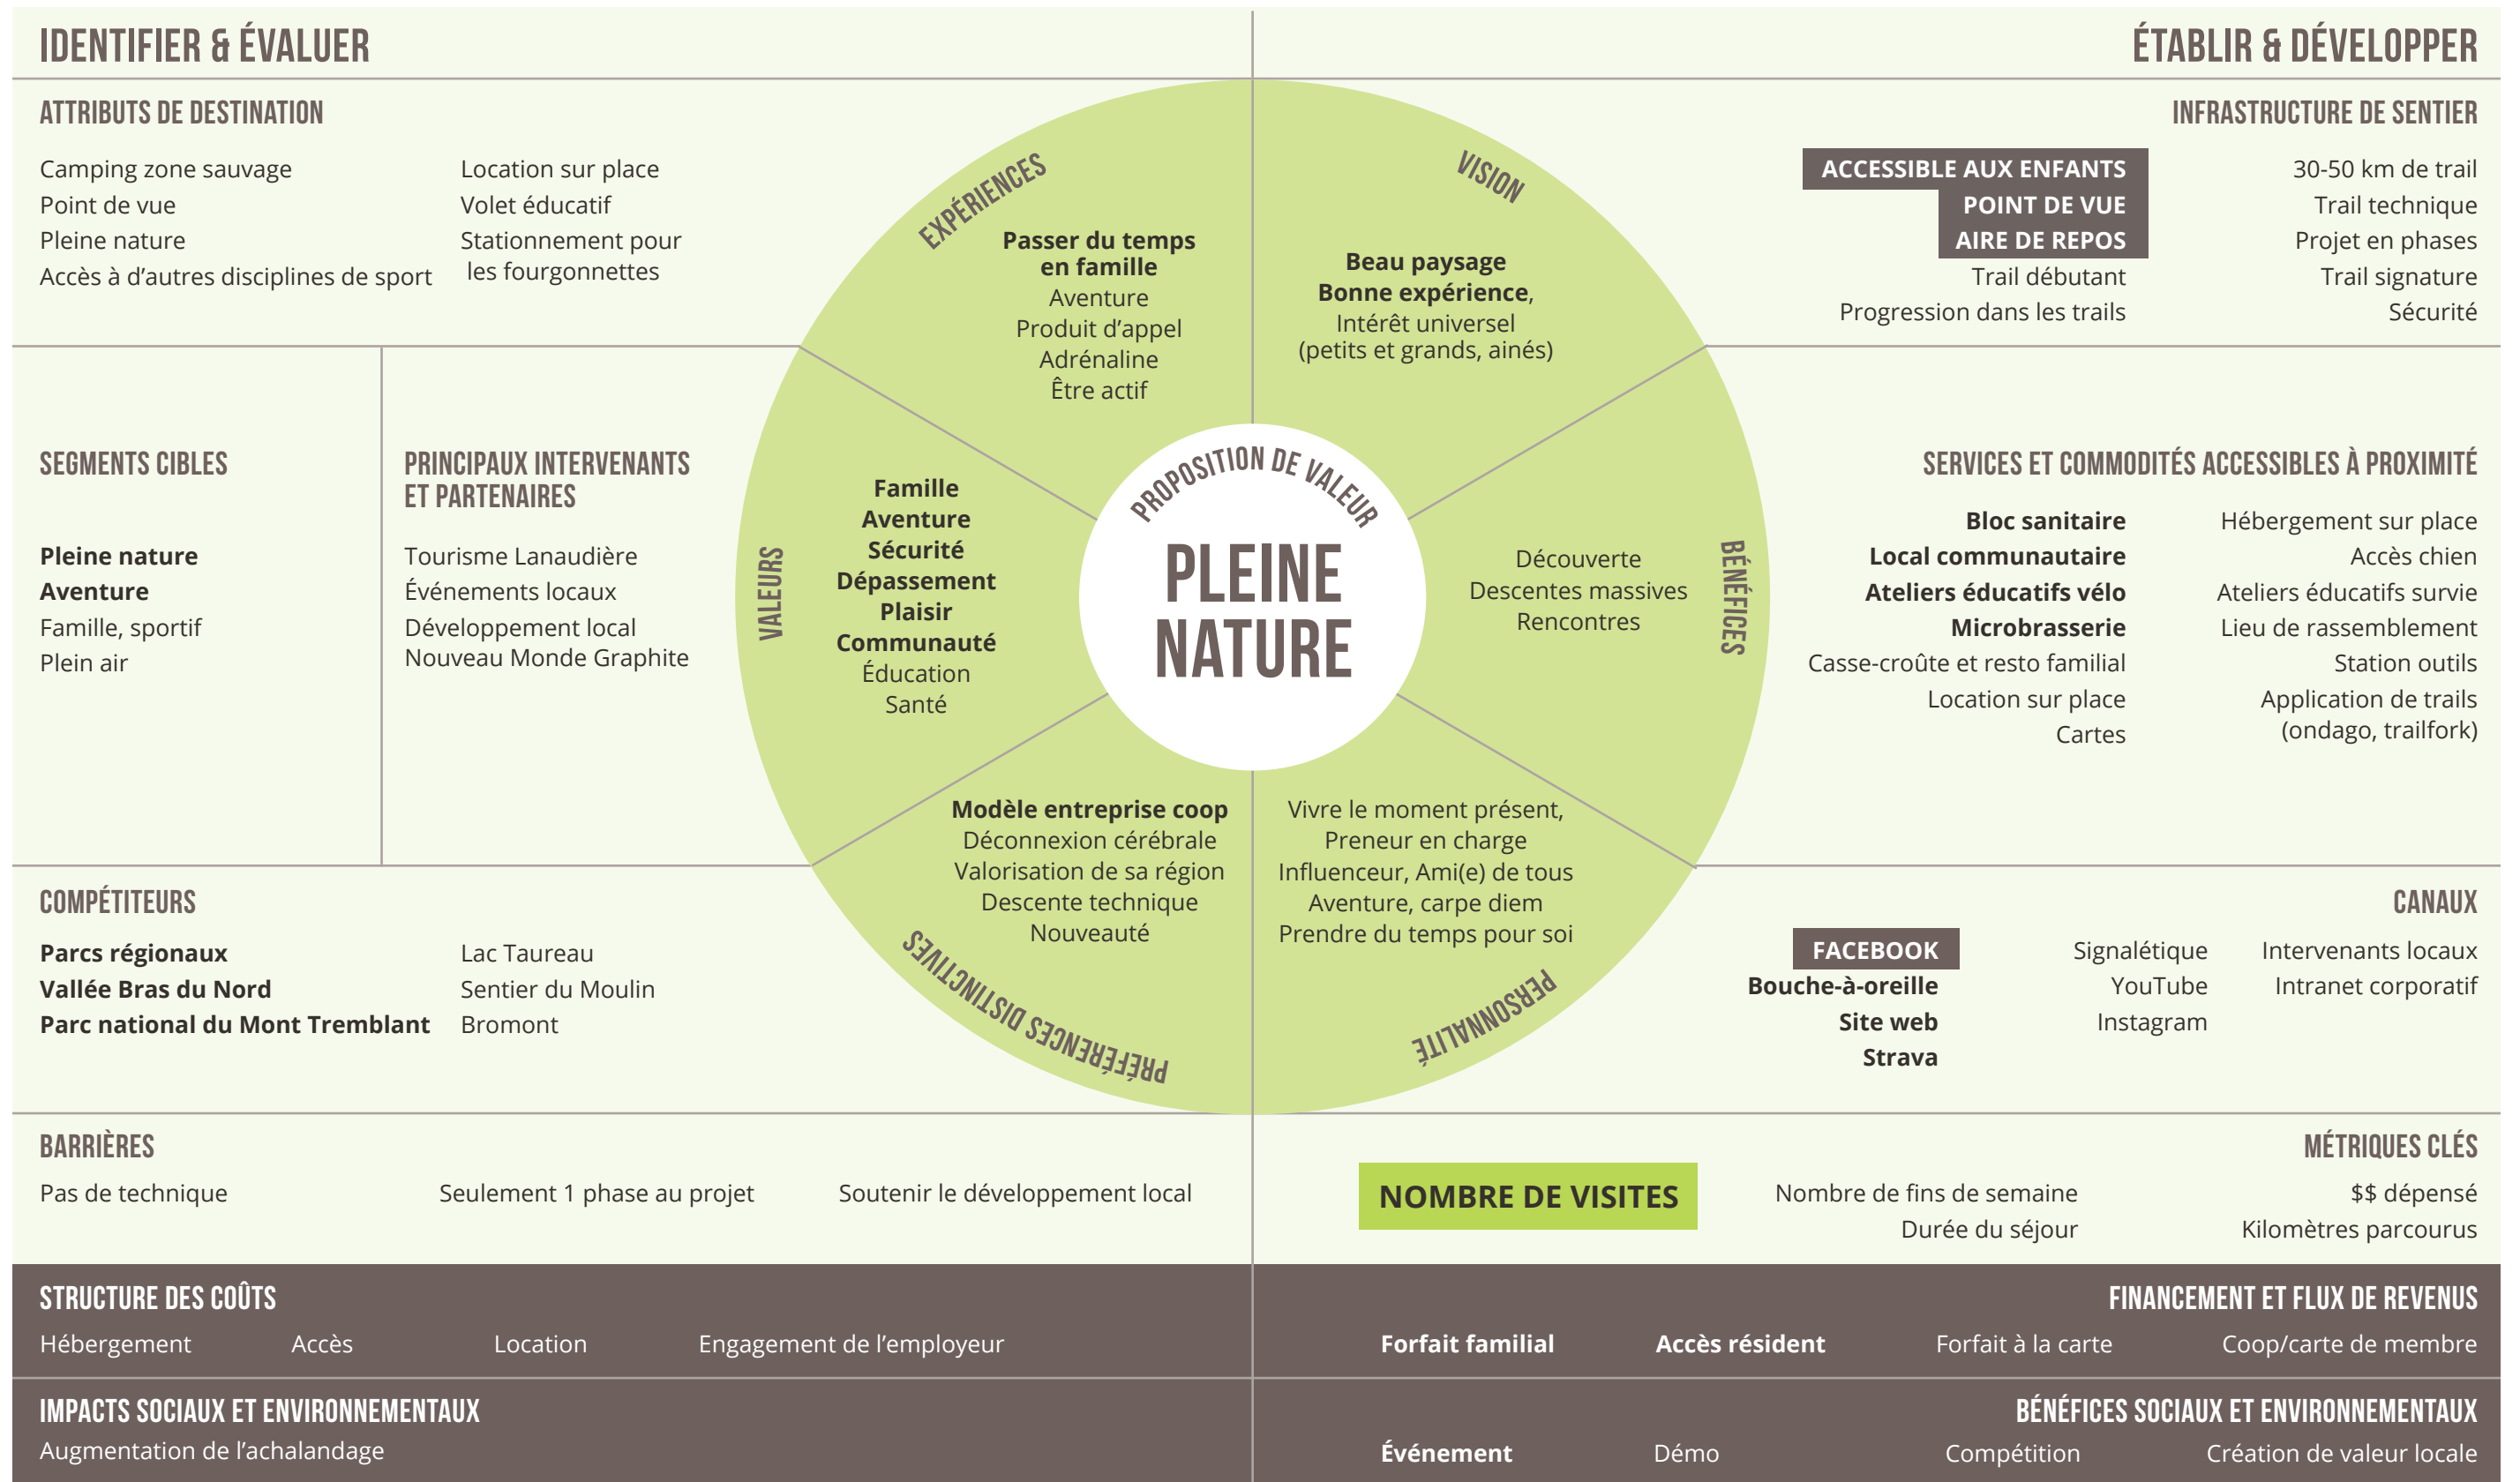 IDENTIFIER & ÉVALUER
ÉTABLIR & DÉVELOPPER
ATTRIBUTS DE DESTINATION
Camping zone sauvage
Point de vue
Pleine nature
Accès à d’autres disciplines de sport
Location sur place
Volet éducatif
Stationnement pour
les fourgonnettes
SEGMENTS CIBLES
Pleine nature
Aventure
Famille, sportif
Plein air
PRINCIPAUX INTERVENANTS
ET PARTENAIRES
Tourisme Lanaudière
Événements locaux
Développement local
Nouveau Monde Graphite
COMPÉTITEURS
Parcs régionaux
Vallée Bras du Nord
Parc national du Mont Tremblant
Lac Taureau
Sentier du Moulin
Bromont
EXPÉRIENCES
Passer du temps
en famille
Aventure
Produit d’appel
Adrénaline
Être actif
VISION
Beau paysage
Bonne expérience,
Intérêt universel
(petits et grands, ainés)
VALEURS
Famille
Aventure
Sécurité
Dépassement
Plaisir
Communauté
Éducation
Santé
PROPOSITION DE VALEUR
PLEINE
NATURE
BÉNÉFICES
Découverte
Descentes massives
Rencontres
PRÉFÉRENCES DISTINCTIVES
Modèle entreprise coop
Déconnexion cérébrale
Valorisation de sa région
Descente technique
Nouveauté
PERSONNALITÉ
Vivre le moment présent,
Preneur en charge
Influenceur, Ami(e) de tous
Aventure, carpe diem
Prendre du temps pour soi
INFRASTRUCTURE DE SENTIER
ACCESSIBLE AUX ENFANTS
POINT DE VUE
AIRE DE REPOS
Trail débutant
Progression dans les trails
30-50 km de trail
Trail technique
Projet en phases
Trail signature
Sécurité
SERVICES ET COMMODITÉS ACCESSIBLES À PROXIMITÉ
Bloc sanitaire
Local communautaire
Ateliers éducatifs vélo
Microbrasserie
Casse-croûte et resto familial
Location sur place
Cartes
Hébergement sur place
Accès chien
Ateliers éducatifs survie
Lieu de rassemblement
Station outils
Application de trails
(ondago, trailfork)
CANAUX
FACEBOOK
Bouche-à-oreille
Site web
Strava
Signalétique
YouTube
Instagram
Intervenants locaux
Intranet corporatif
BARRIÈRES
Pas de technique
Seulement 1 phase au projet
Soutenir le développement local
MÉTRIQUES CLÉS
NOMBRE DE VISITES
Nombre de fins de semaine
Durée du séjour
$$ dépensé
Kilomètres parcourus
STRUCTURE DES COÛTS
Hébergement
Accès
Location
Engagement de l’employeur
FINANCEMENT ET FLUX DE REVENUS
Forfait familial
Accès résident
Forfait à la carte
Coop/carte de membre
IMPACTS SOCIAUX ET ENVIRONNEMENTAUX
Augmentation de l’achalandage
BÉNÉFICES SOCIAUX ET ENVIRONNEMENTAUX
Événement
Démo
Compétition
Création de valeur locale